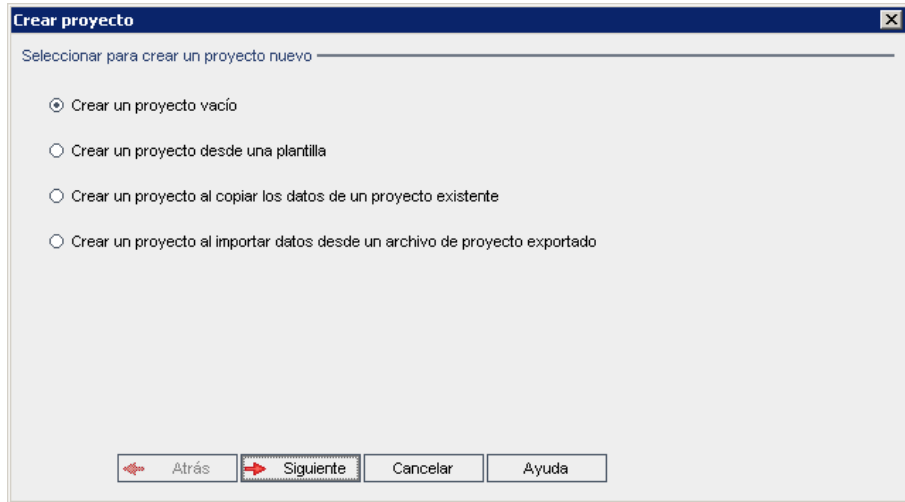 Crear proyecto
Seleccionar para crear un proyecto nuevo
Crear un proyecto vacío
Crear un proyecto desde una plantilla
Crear un proyecto al copiar los datos de un proyecto existente
Crear un proyecto al importar datos desde un archivo de proyecto exportado
Atrás Siguiente Cancelar Ayuda